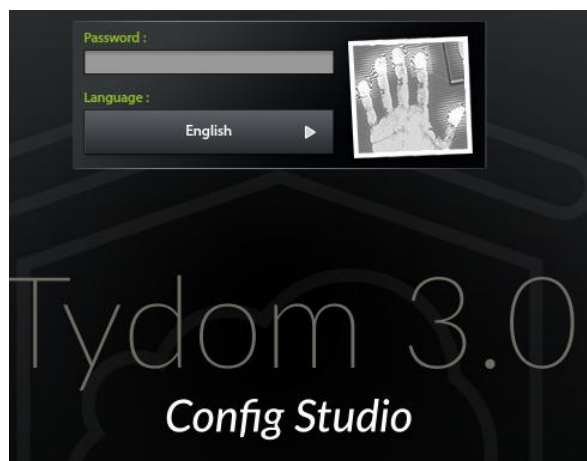 Password :
Language :
English
Tydom 3.0
Config Studio